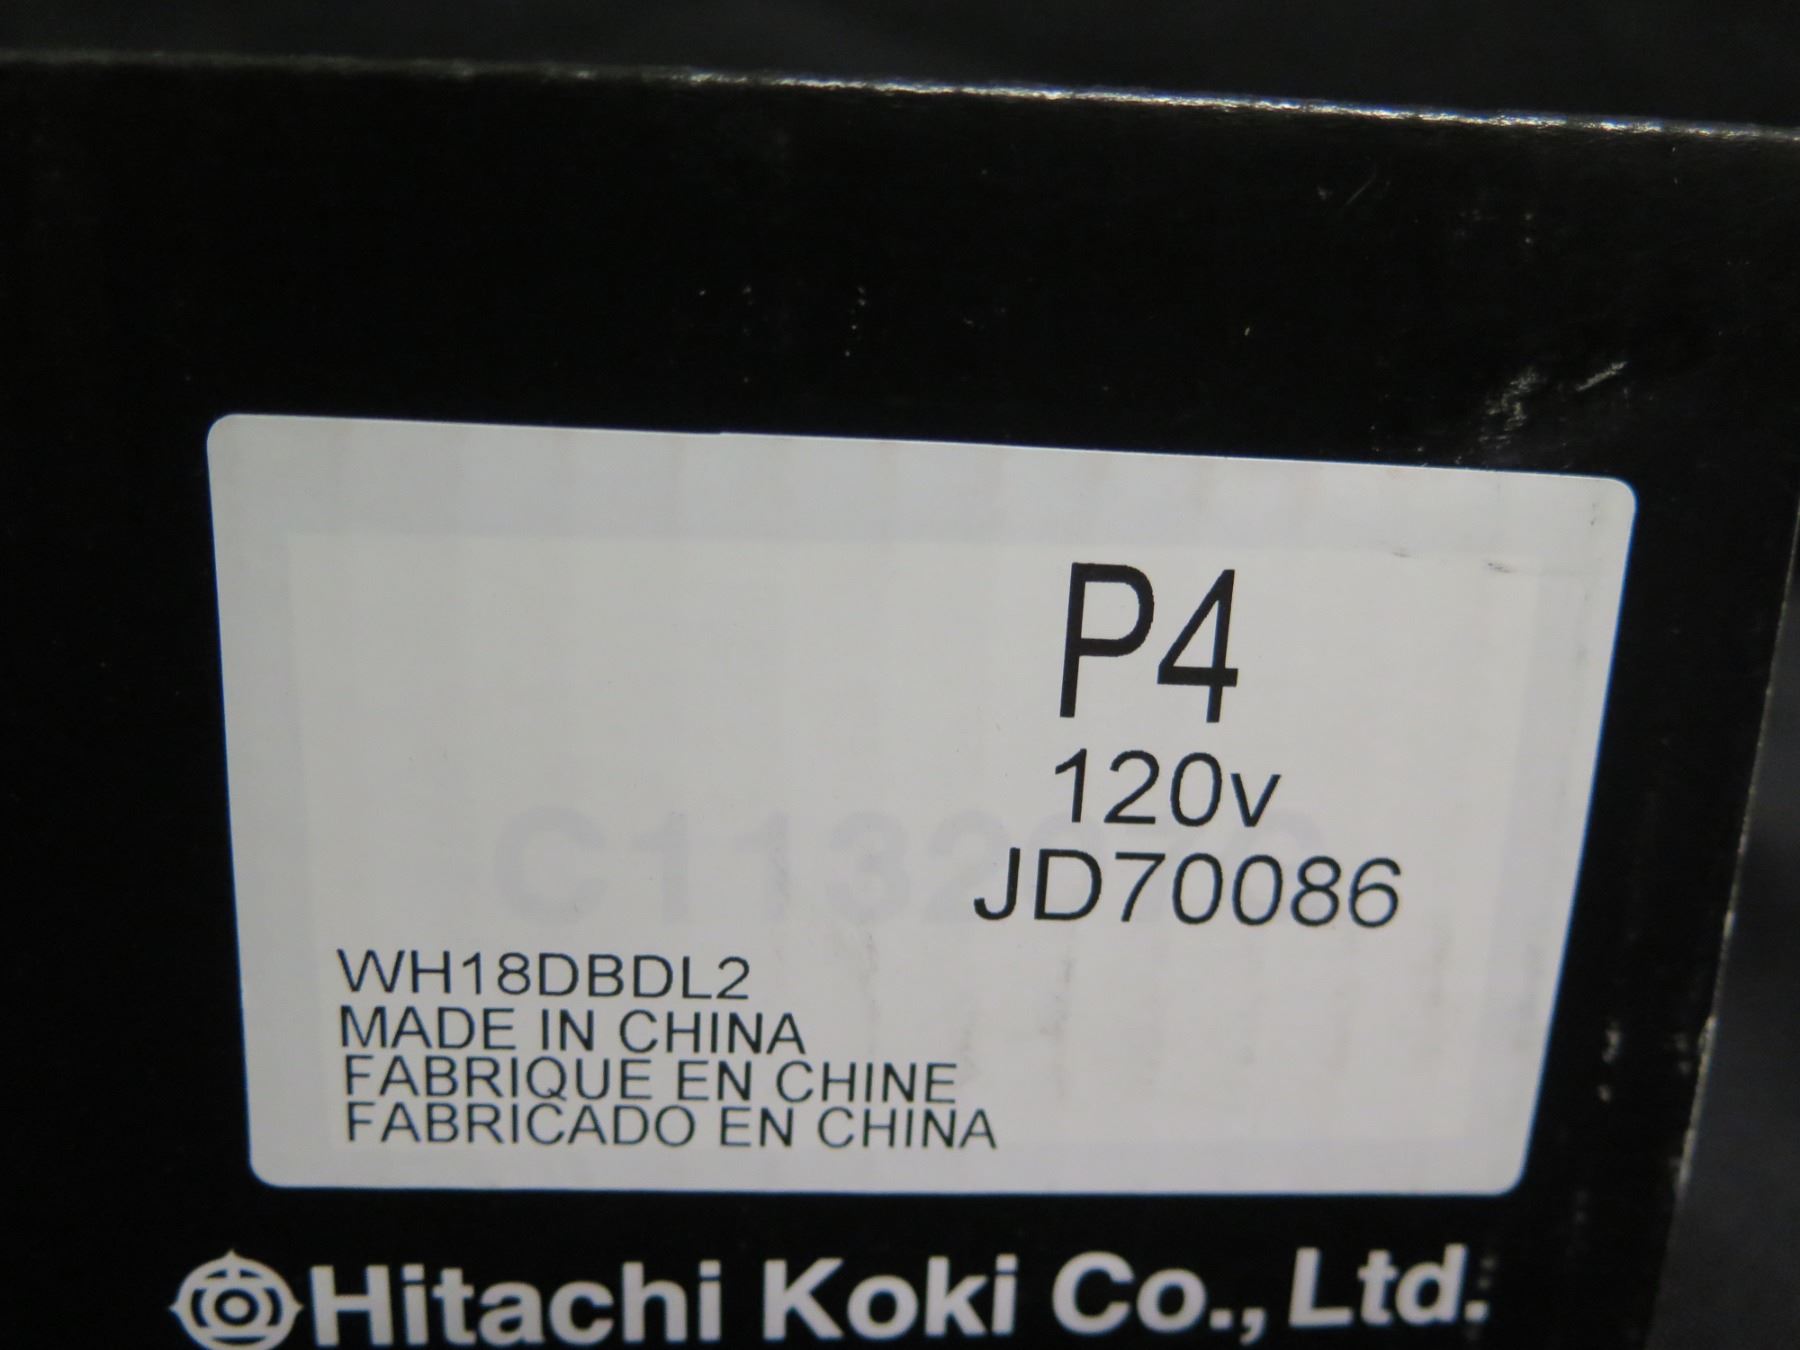 P4
120v
JD70086
WH18DBDL2
MADE IN CHINA
FABRIQUE EN CHINE
FABRICADO EN CHINA
Hitachi Koki Co., Ltd.